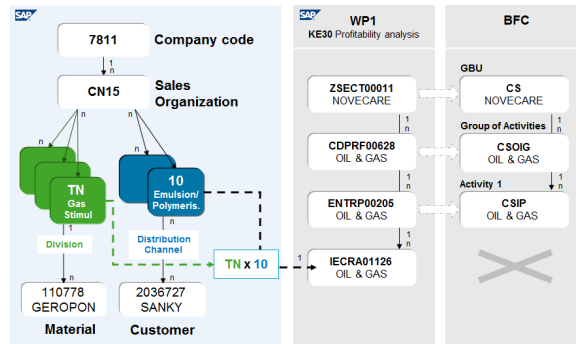 SAP
7811
Company code
1
n
CN15
Sales
Organization
n
n
n
n
TN
Gas
Stimul
10
Emulsion/
Polymeris.
1
n
Division
Distribution
Channel
TN x 10
n
n
110778
GEROPON
2036727
SANKY
Material
Customer
SAP
WP1
KE30 Profitability analysis
ZSECT00011
NOVECARE
1
n
CDPRF00628
OIL & GAS
1
n
ENTRP00205
OIL & GAS
1
n
1
IECRA01126
OIL & GAS
BFC
GBU
CS
NOVECARE
1
n
Group of Activities
CSOIG
OIL & GAS
1
n
Activity 1
CSIP
OIL & GAS